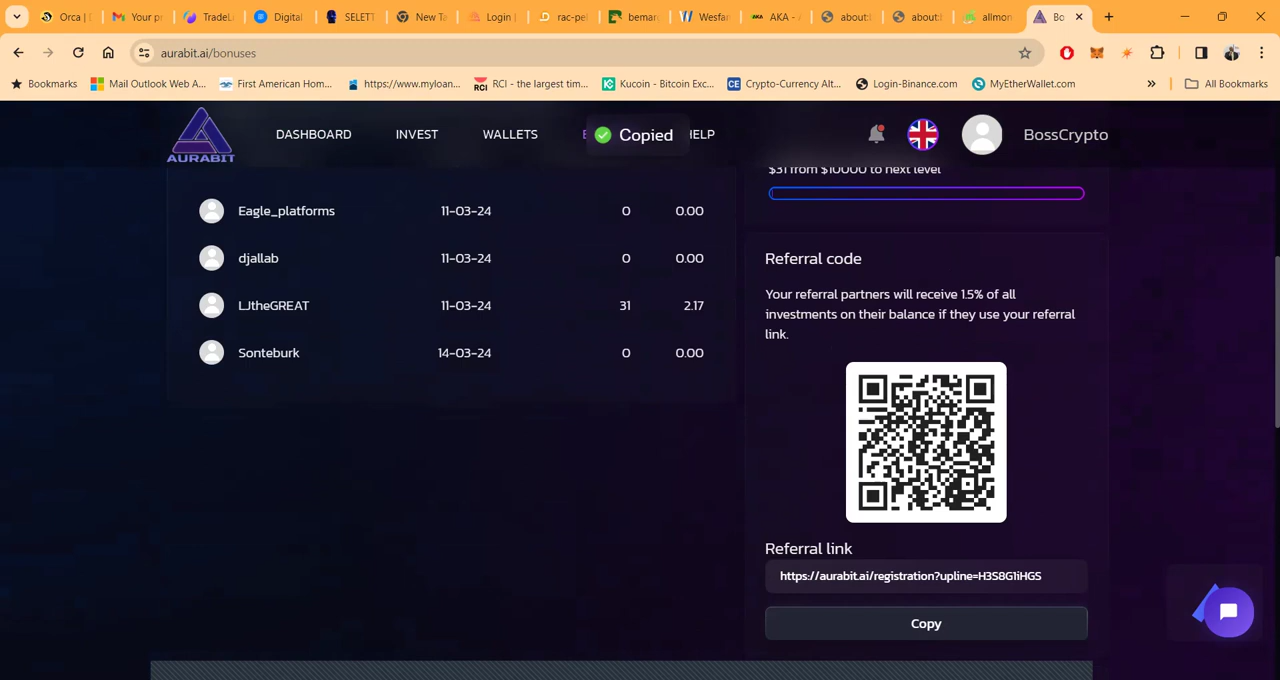 Orca | D
Your pr
TradeLi
Digital
SELETT
New Ta
Login |
rac-pel
bemarc
Wesfan
AKA - A
about:l
about:l
allmon
Bo
aurabit.ai/bonuses
Bookmarks
Mail Outlook Web A...
First American Hom...
https://www.myloan...
RCI - the largest tim...
Kucoin - Bitcoin Exc...
Crypto-Currency Alt...
Login-Binance.com
MyEtherWallet.com
»
All Bookmarks
AURABIT
DASHBOARD
INVEST
WALLETS
Copied
HELP
BossCrypto
$31 from $10000 to next level
Eagle_platforms 11-03-24 0 0.00
djallab 11-03-24 0 0.00
LJtheGREAT 11-03-24 31 2.17
Sonteburk 14-03-24 0 0.00
Referral code
Your referral partners will receive 1.5% of all
investments on their balance if they use your referral
link.
Referral link
https://aurabit.ai/registration?upline=H3S8G1iHGS
Copy